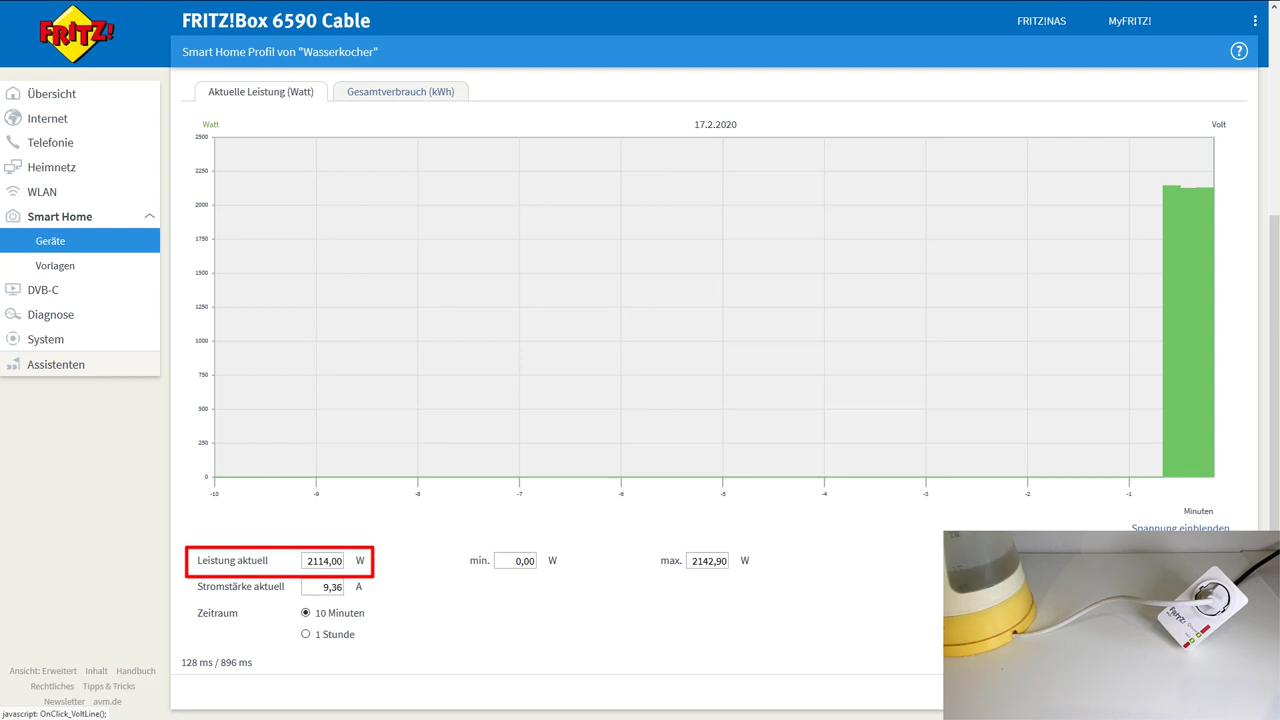 FRITZ!
FRITZ!Box 6590 Cable
FRITZ!NAS
MyFRITZ!
Smart Home Profil von "Wasserkocher"
?
Übersicht
Internet
Telefonie
Heimnetz
WLAN
Smart Home
Geräte
Vorlagen
DVB-C
Diagnose
System
Assistenten
Ansicht: Erweitert Inhalt Handbuch
Rechtliches Tipps & Tricks
Newsletter avm.de
javascript: OnClick_VoltLine();
Aktuelle Leistung (Watt)
Gesamtverbrauch (kWh)
Watt
17.2.2020
Volt
2500
2250
2000
1750
1500
1250
1000
750
500
250
0
-10 -9 -8 -7 -6 -5 -4 -3 -2 -1
Minuten
Spannung einblenden
Leistung aktuell 2114,00 W min. 0,00 W max. 2142,90 W
Stromstärke aktuell 9,36 A
Zeitraum 10 Minuten
1 Stunde
128 ms / 896 ms
FRITZ!